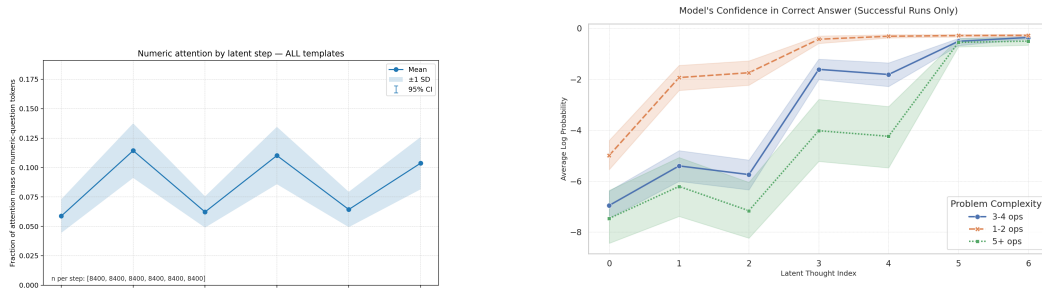 Numeric attention by latent step — ALL templates
Fraction of attention mass on numeric-question tokens
0.175
0.150
0.125
0.100
0.075
0.050
0.025
0.000
Mean
±1 SD
95% CI
n per step: [8400, 8400, 8400, 8400, 8400, 8400]
Model's Confidence in Correct Answer (Successful Runs Only)
Average Log Probability
0
−2
−4
−6
−8
Problem Complexity
3-4 ops
1-2 ops
5+ ops
0 1 2 3 4 5 6
Latent Thought Index